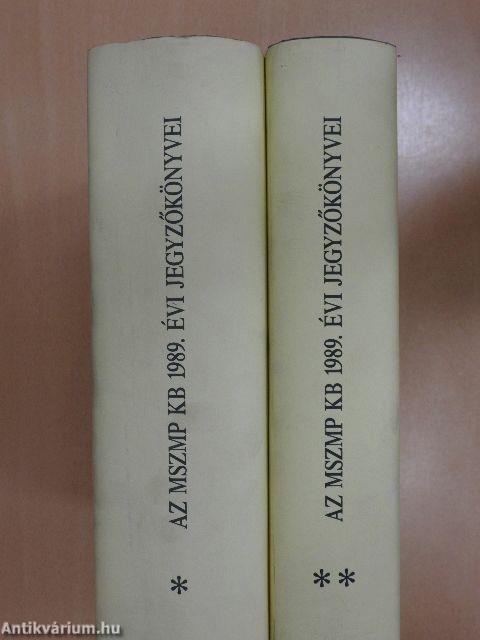 * AZ MSZMP KB 1989. ÉVI JEGYZŐKÖNYVEI
** AZ MSZMP KB 1989. ÉVI JEGYZŐKÖNYVEI
Antikvárium.hu